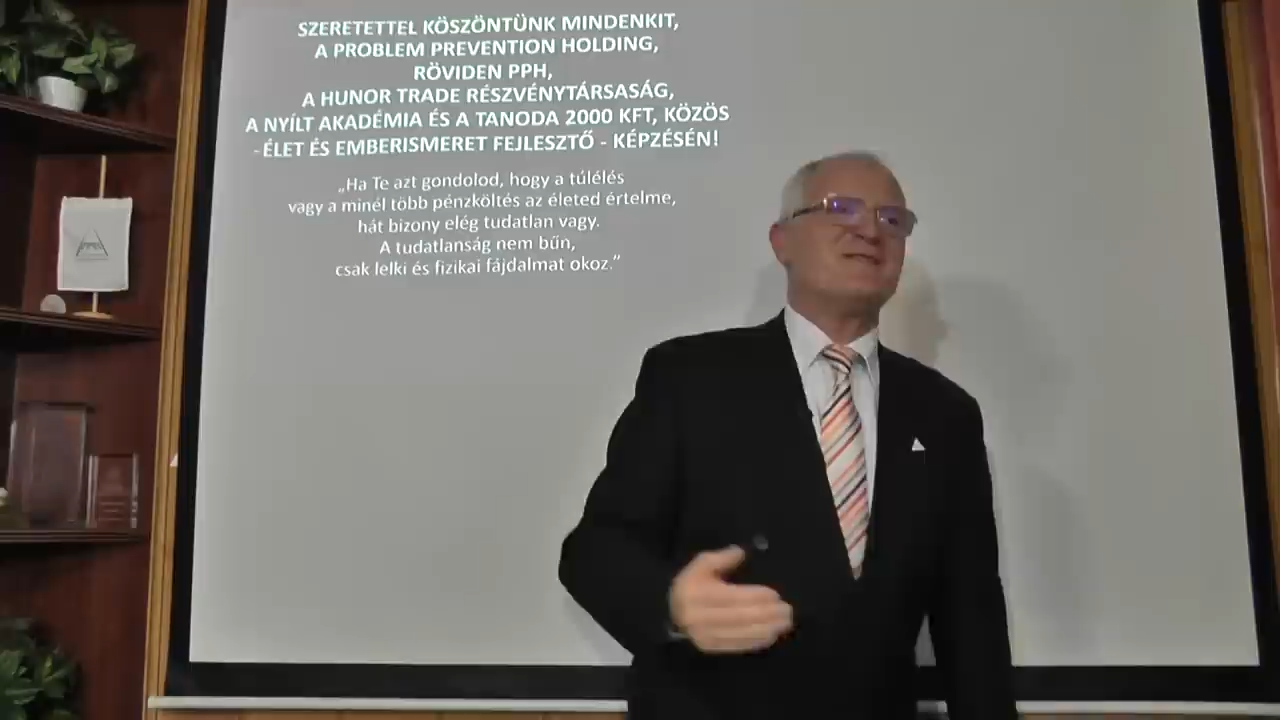 SZERETETTEL KÖSZÖNTÜNK MINDENKIT,
A PROBLEM PREVENTION HOLDING,
RÖVIDEN PPH,
A HUNOR TRADE RÉSZVÉNYTÁRSASÁG,
A NYÍLT AKADÉMIA ÉS A TANODA 2000 KFT, KÖZÖS
- ÉLET ÉS EMBERISMERET FEJLESZTŐ - KÉPZÉSÉN!
„Ha Te azt gondolod, hogy a túlélés
vagy a minél több pénzköltés az életed értelme,
hát bizony elég tudatlan vagy.
A tudatlanság nem bűn,
csak lelki és fizikai fájdalmat okoz.”